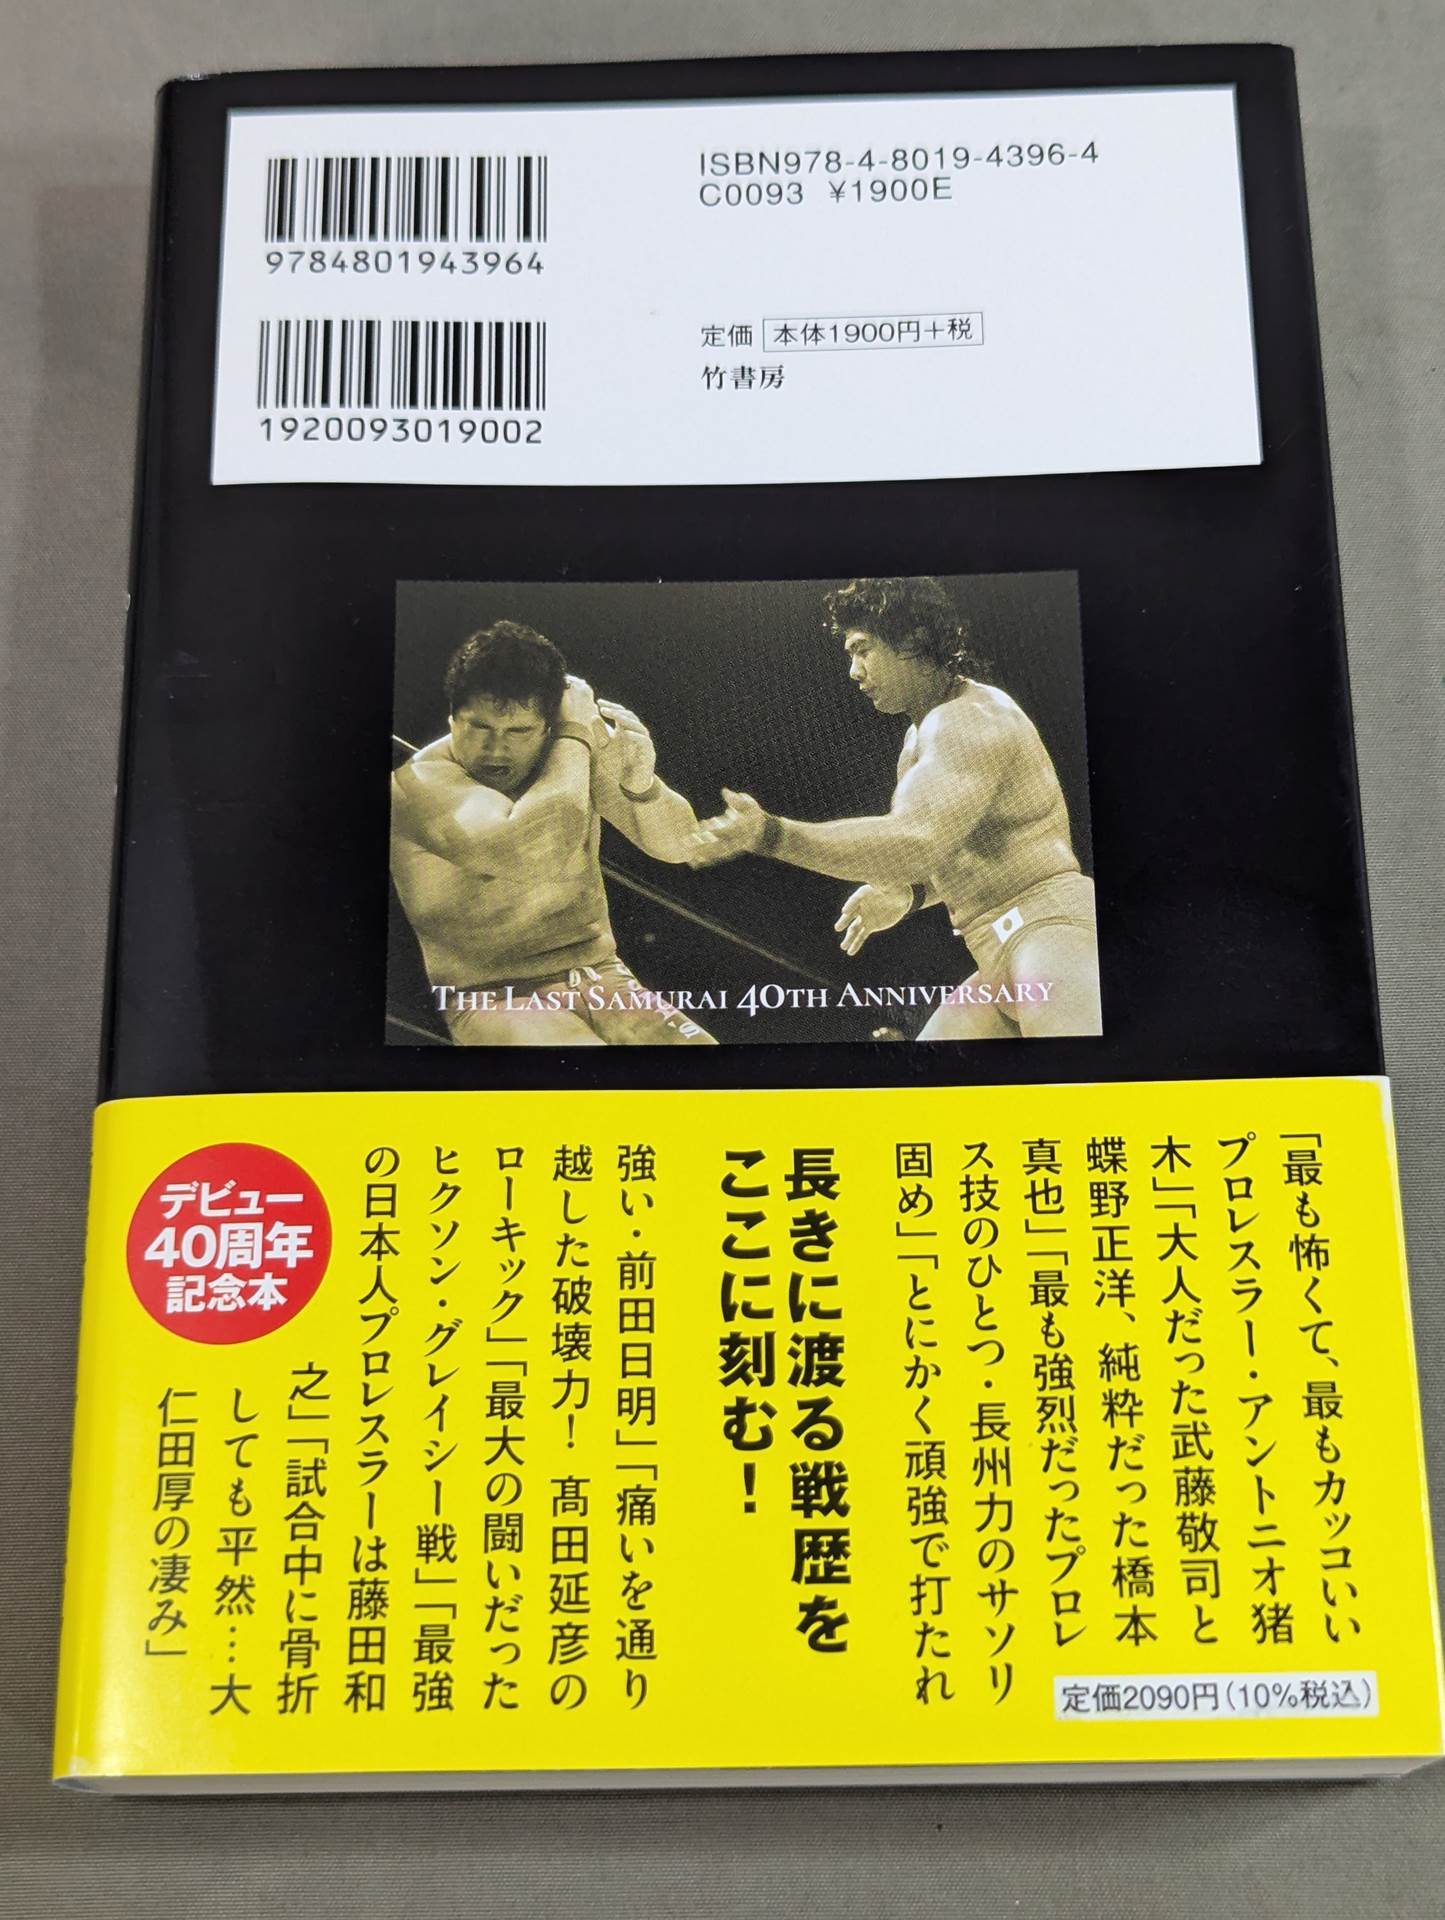 ISBN978-4-8019-4396-4
C0093 ¥1900E
9784801943964
1920093019002
定価 本体1900円+税
竹書房
THE LAST SAMURAI 40TH ANNIVERSARY
「最も怖くて、最もカッコいい
プロレスラー・アントニオ猪
木」「大人だった武藤敬司と
蝶野正洋、純粋だった橋本
真也」「最も強烈だったプロレ
ス技のひとつ・長州力のサソリ
固め」「とにかく頑強で打たれ
長きに渡る戦歴を
ここに刻む!
強い・前田日明」「痛いを通り
越した破壊力! 髙田延彦の
ローキック」「最大の闘いだった
ヒクソン・グレイシー戦」「最強
の日本人プロレスラーは藤田和
之」「試合中に骨折
しても平然…大
仁田厚の凄み」
デビュー
40周年
記念本
定価2090円(10%税込)